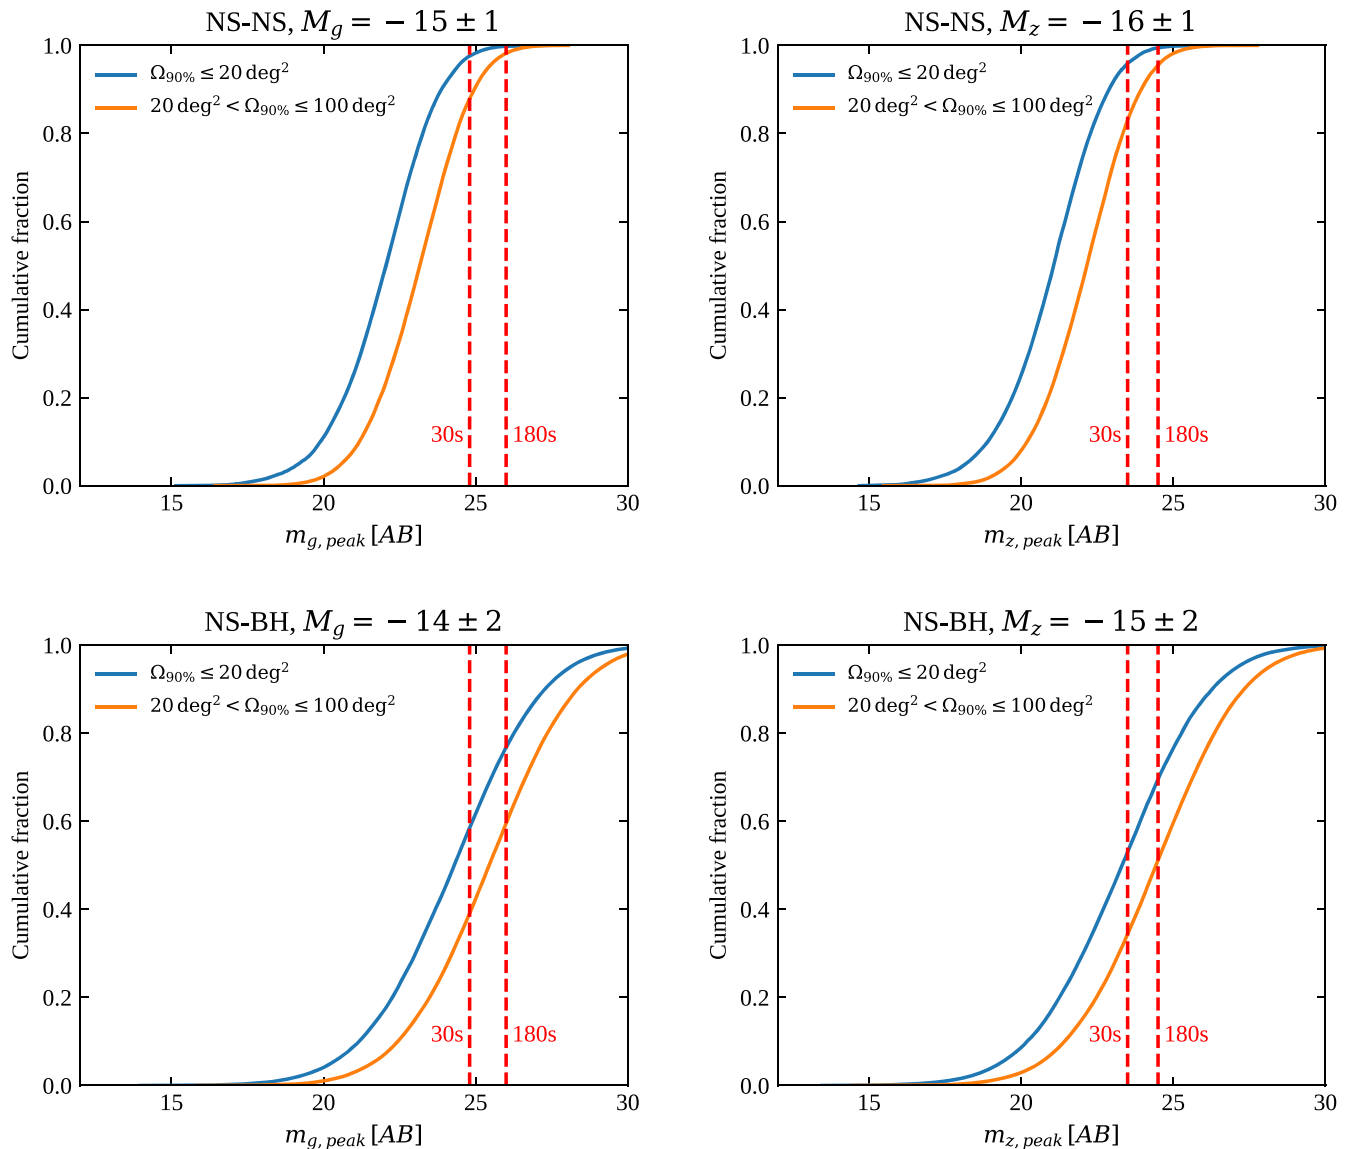 NS-NS, M_g = − 15 ± 1
1.0
0.8
0.6
0.4
0.2
0.0
Cumulative fraction
Ω_90% ≤ 20 deg²
20 deg² < Ω_90% ≤ 100 deg²
30s
180s
15
20
25
30
m_g, peak [AB]
NS-NS, M_z = − 16 ± 1
1.0
0.8
0.6
0.4
0.2
0.0
Cumulative fraction
Ω_90% ≤ 20 deg²
20 deg² < Ω_90% ≤ 100 deg²
30s
180s
15
20
25
30
m_z, peak [AB]
NS-BH, M_g = − 14 ± 2
1.0
0.8
0.6
0.4
0.2
0.0
Cumulative fraction
Ω_90% ≤ 20 deg²
20 deg² < Ω_90% ≤ 100 deg²
30s
180s
15
20
25
30
m_g, peak [AB]
NS-BH, M_z = − 15 ± 2
1.0
0.8
0.6
0.4
0.2
0.0
Cumulative fraction
Ω_90% ≤ 20 deg²
20 deg² < Ω_90% ≤ 100 deg²
30s
180s
15
20
25
30
m_z, peak [AB]